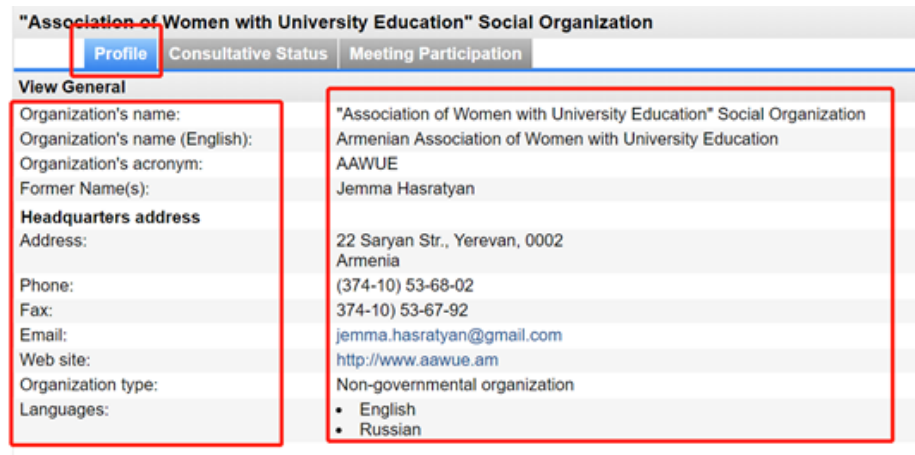 "Association of Women with University Education" Social Organization
Profile Consultative Status Meeting Participation
View General
Organization's name: "Association of Women with University Education" Social Organization
Organization's name (English): Armenian Association of Women with University Education
Organization's acronym: AAWUE
Former Name(s): Jemma Hasratyan
Headquarters address
Address: 22 Saryan Str., Yerevan, 0002
Armenia
Phone: (374-10) 53-68-02
Fax: 374-10) 53-67-92
Email: jemma.hasratyan@gmail.com
Web site: http://www.aawue.am
Organization type: Non-governmental organization
Languages: • English
• Russian